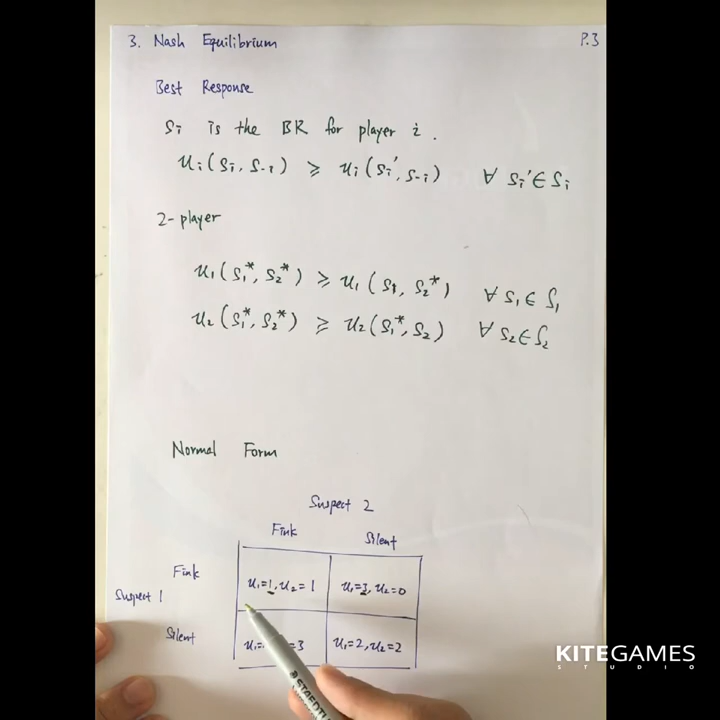 3. Nash Equilibrium P.3
Best Response
Si is the BR for player i.
ui(si, s-i) ≥ ui(si', s-i) ∀ si' ∈ Si
2-player
u1(s1*, s2*) ≥ u1(s1, s2*) ∀ s1 ∈ S1
u2(s1*, s2*) ≥ u2(s1*, s2) ∀ s2 ∈ S2
Normal Form
Suspect 2
Fink Silent
Fink u1=1, u2=1 u1=3, u2=0
Suspect 1
Silent u1= =3 u1=2, u2=2
KITEGAMES
STUDIO
STAEDTL